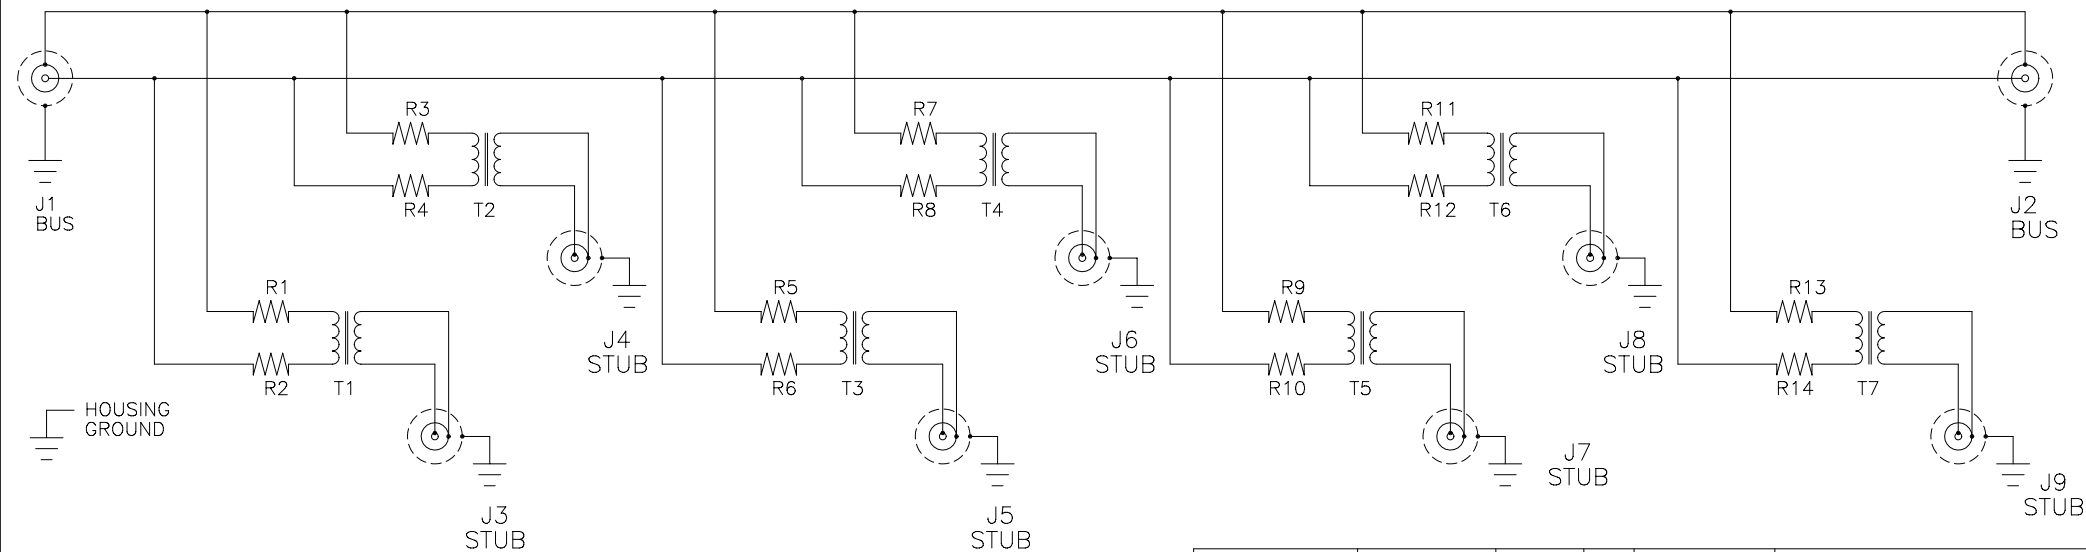 R3
R7
R11
J1
BUS
R4
T2
R8
T4
R12
T6
J2
BUS
R1
R5
R9
R13
J4
STUB
J6
STUB
J8
STUB
R2
T1
R6
T3
R10
T5
R14
T7
HOUSING
GROUND
J7
STUB
J9
STUB
J3
STUB
J5
STUB